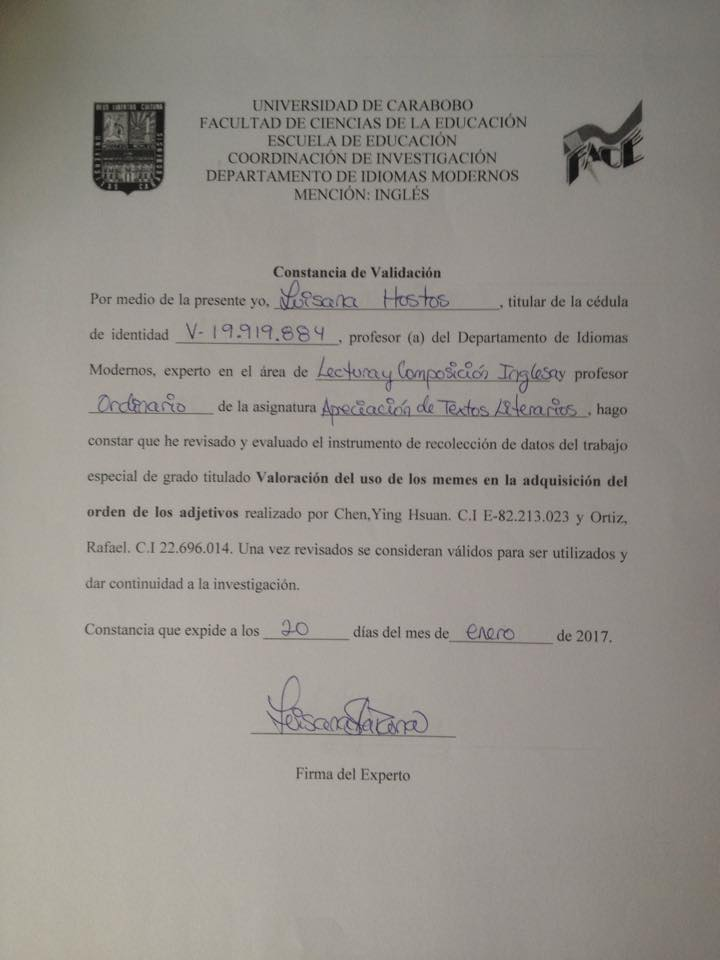 UNIVERSIDAD DE CARABOBO
FACULTAD DE CIENCIAS DE LA EDUCACIÓN
ESCUELA DE EDUCACIÓN
COORDINACIÓN DE INVESTIGACIÓN
DEPARTAMENTO DE IDIOMAS MODERNOS
MENCIÓN: INGLÉS
FACE
Constancia de Validación
Por medio de la presente yo, Luisana Hostos, titular de la cédula
de identidad V-19.919.884, profesor (a) del Departamento de Idiomas
Modernos, experto en el área de Lectura y Composición Inglesa y profesor
Ordinario de la asignatura Apreciación de Textos Literarios, hago
constar que he revisado y evaluado el instrumento de recolección de datos del trabajo
especial de grado titulado Valoración del uso de los memes en la adquisición del
orden de los adjetivos realizado por Chen,Ying Hsuan. C.I E-82.213.023 y Ortiz,
Rafael. C.I 22.696.014. Una vez revisados se consideran válidos para ser utilizados y
dar continuidad a la investigación.
Constancia que expide a los 20 días del mes de enero de 2017.
Firma del Experto